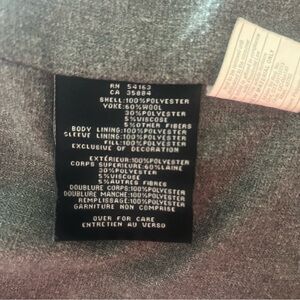 RN 54163
CA 35884
SHELL:100%POLYESTER
YOKE:60%WOOL
30%POLYESTER
5%VISCOSE
5%OTHER FIBERS
BODY LINING:100%POLYESTER
SLEEVE LINING:100%POLYESTER
FILL:100%POLYESTER
EXCLUSIVE OF DECORATION
EXTÉRIEUR:100%POLYESTER
CORPS SUPERIEURE:60%LAINE
30%POLYESTER
5%VISCOSE
5%AUTRES FIBRES
DOUBLURE CORPS:100%POLYESTER
DOUBLURE MANCHE:100%POLYESTER
REMPLISSAGE:100%POLYESTER
GARNITURE NON COMPRISE
OVER FOR CARE
ENTRETIEN AU VERSO